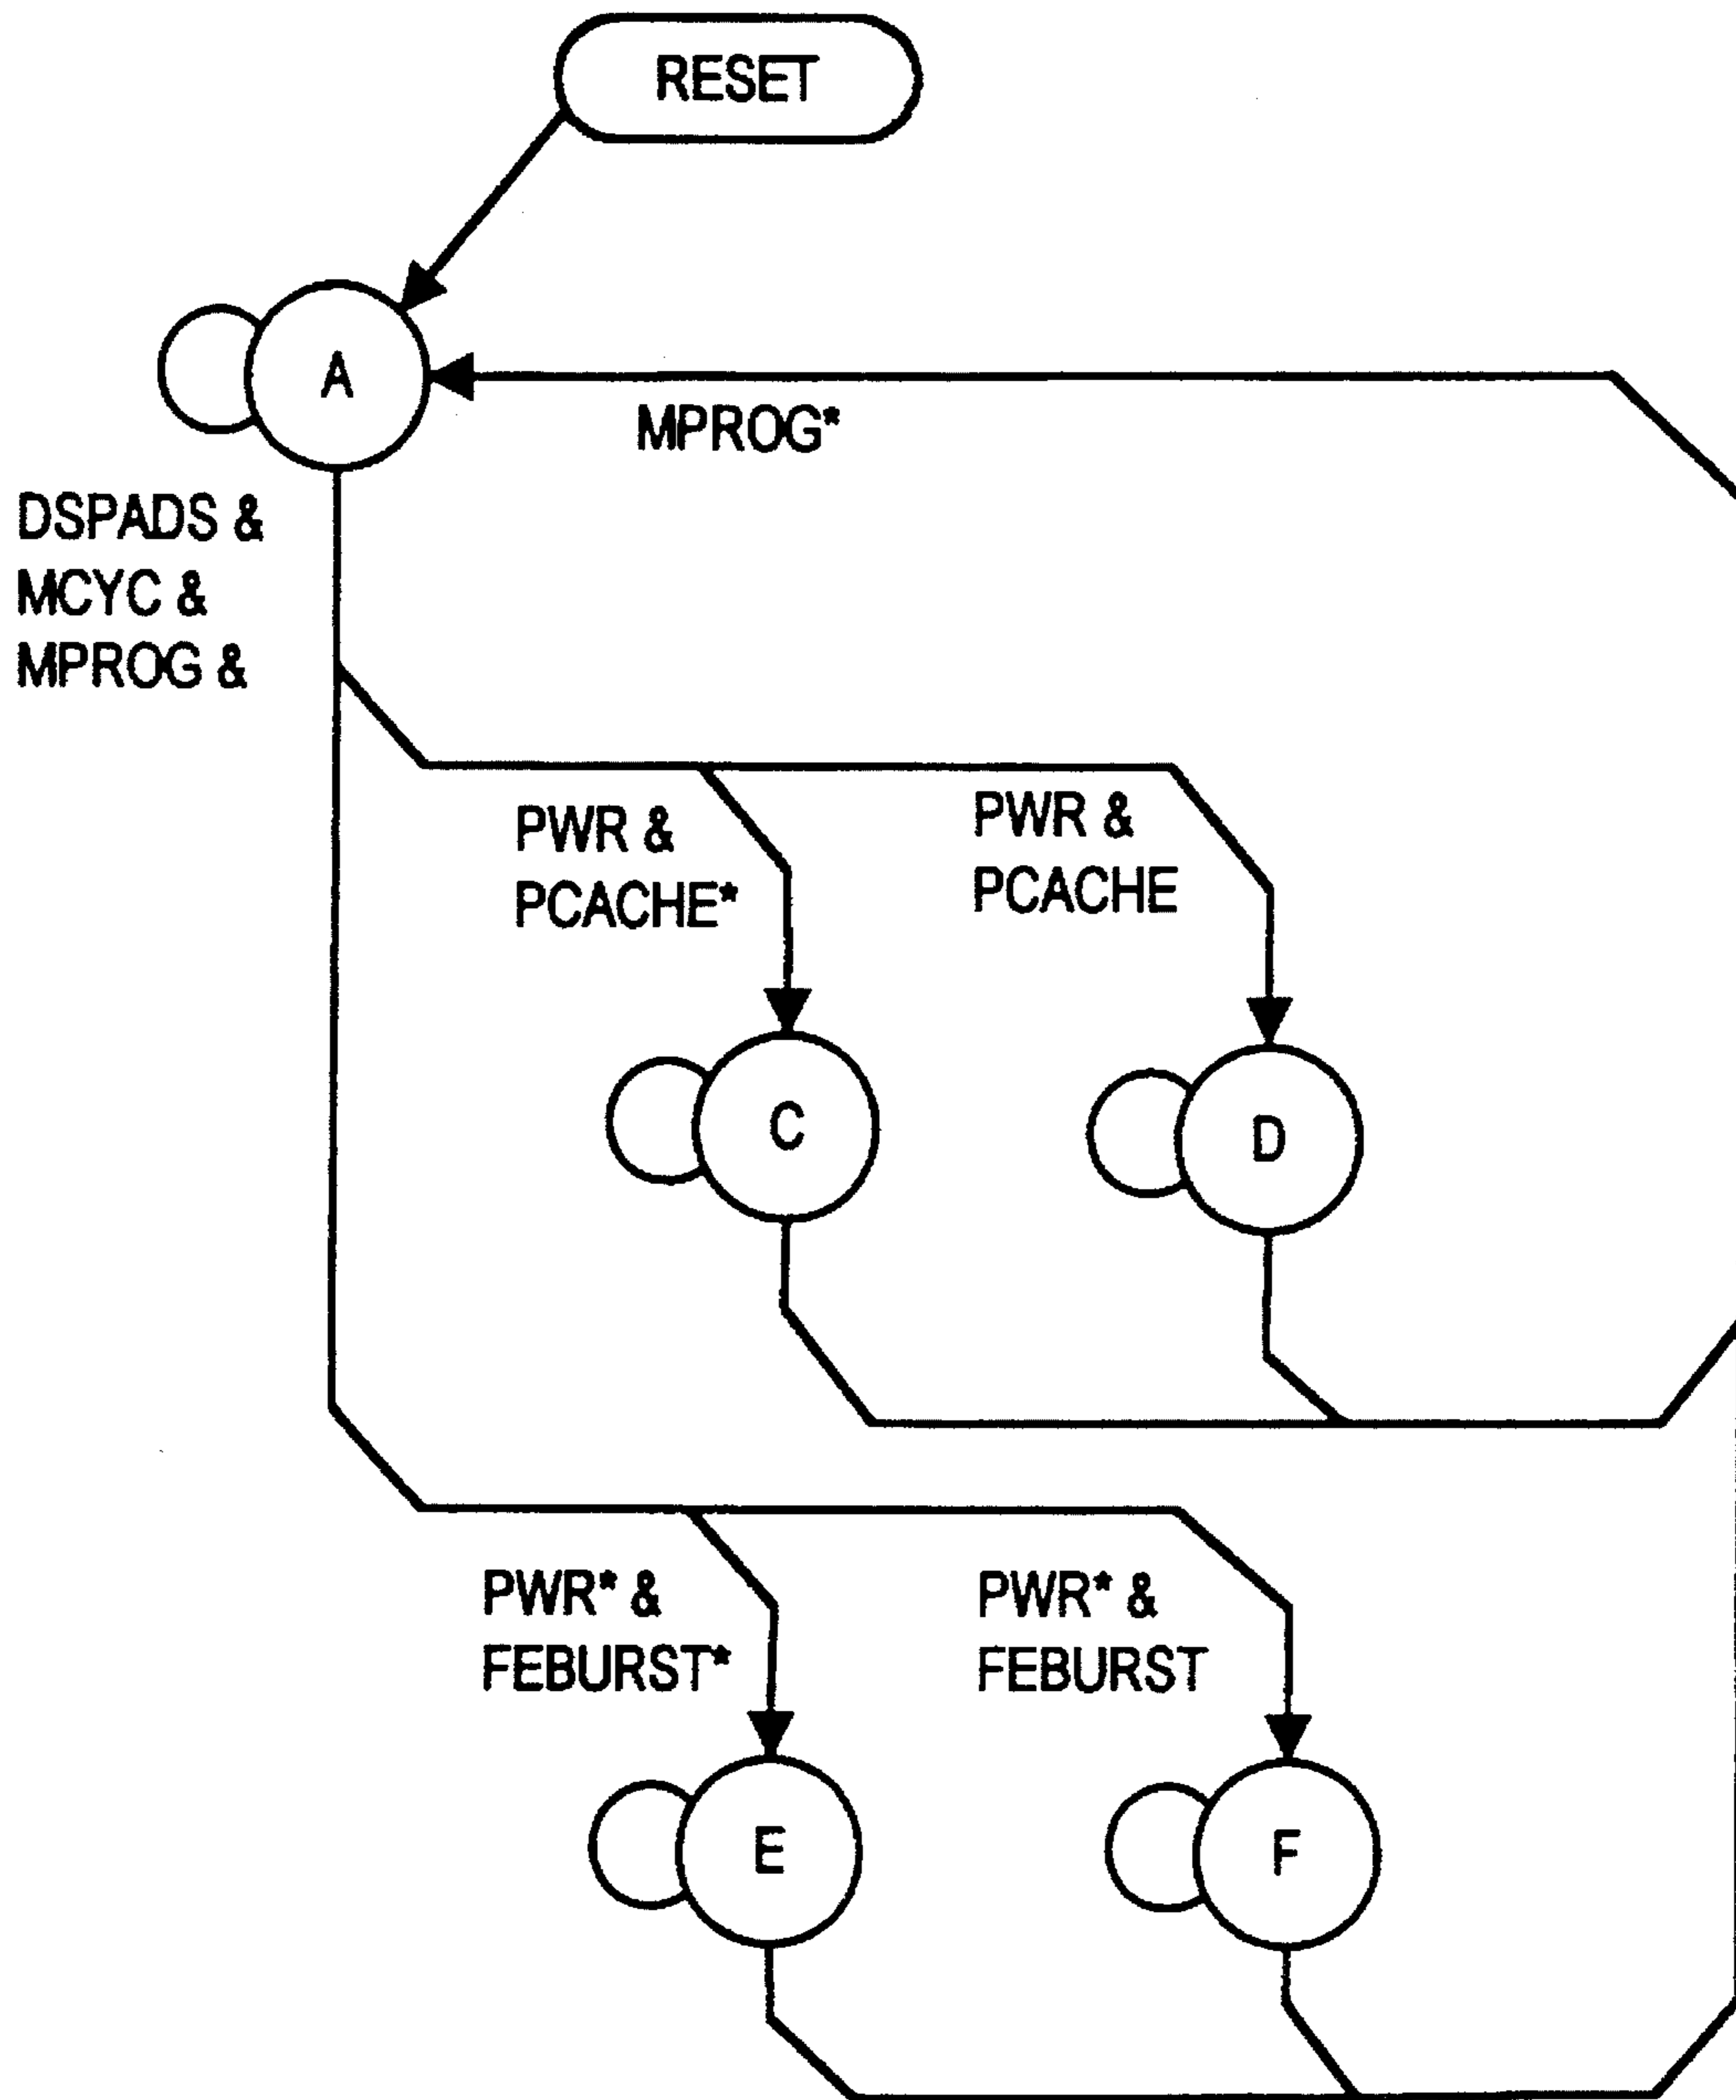 RESET
A
MPROG*
DSPADS &
MCYC &
MPROG &
PWR &
PCACHE*
PWR &
PCACHE
C
D
PWR* &
FEBURST*
PWR* &
FEBURST
E
F